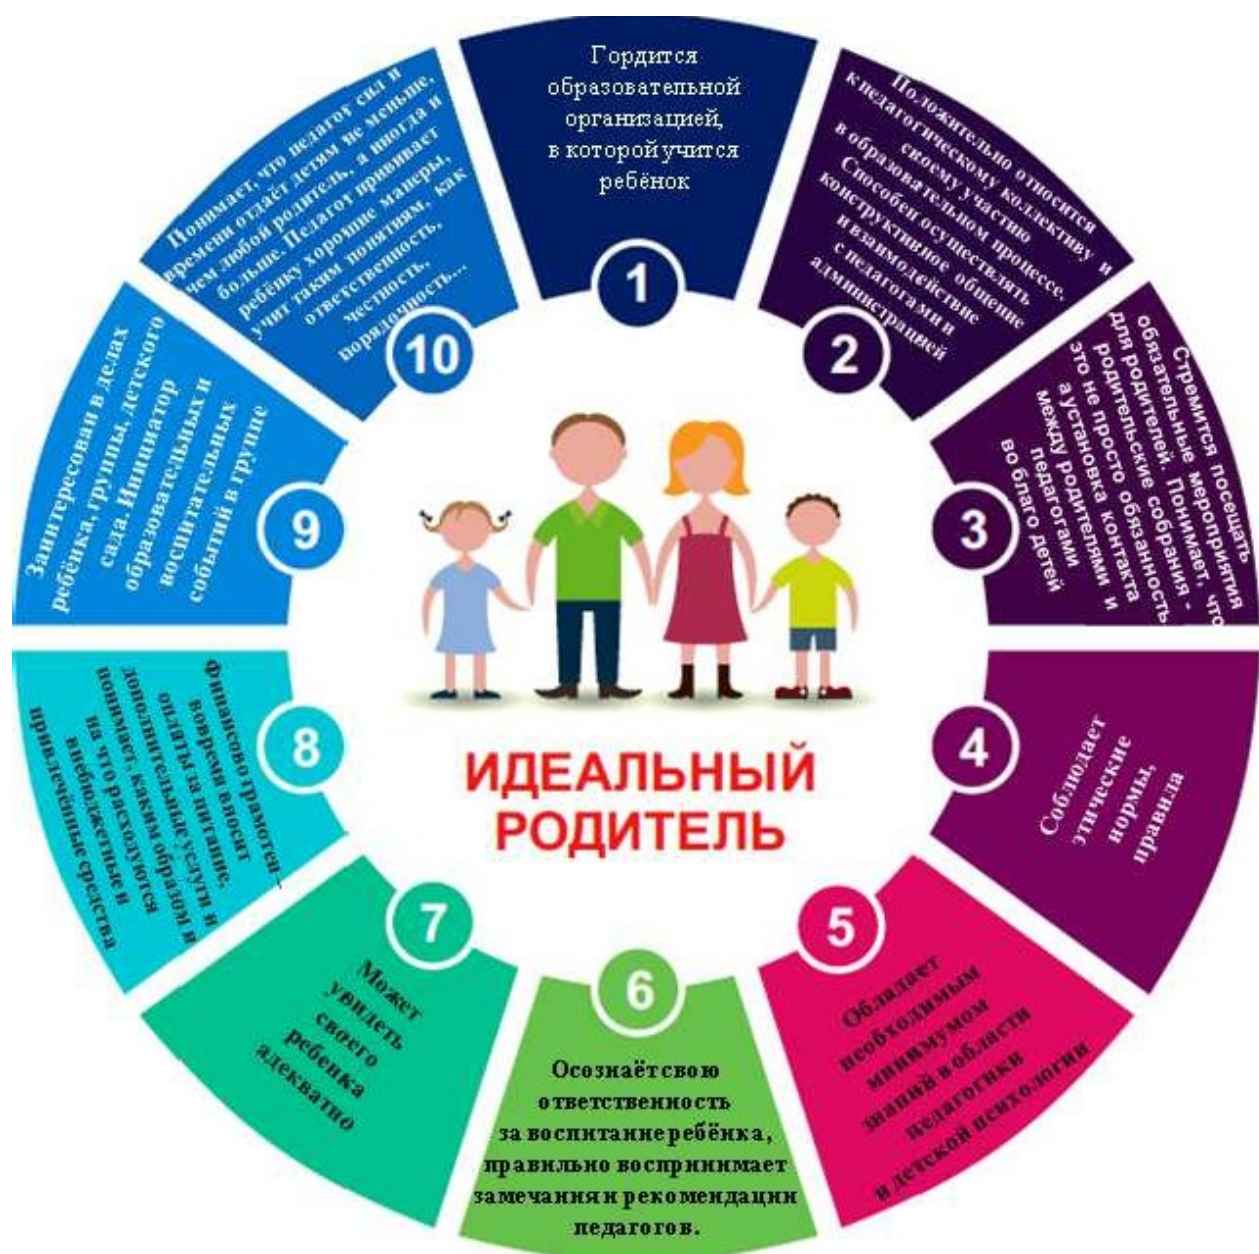 Гордится
образовательной
организацией,
в которой учится
ребёнок
1
Положительно относится
к педагогическому коллективу и
своему участию
в образовательном процессе.
Способен осуществлять
конструктивное общение
и взаимодействие
с педагогами и
администрацией
2
Стремится посещать
обязательные мероприятия
для родителей. Понимает, что
родительские собрания -
это не просто обязанность,
а установка контакта
между родителями и
педагогами
во благо детей
3
Соблюдает
этические
нормы,
правила
4
5
Обладает
необходимым
минимумом
знаний в области
педагогики
и детской психологии
6
Осознаёт свою
ответственность
за воспитание ребёнка,
правильно воспринимает
замечания и рекомендации
педагогов.
7
Может
увидеть
своего
ребенка
адекватно
8
Финансово грамотен—
вовремя вносит
оплаты за питание,
дополнительные услуги и
понимает, каким образом и
на что расходуются
внебюджетные и
привлечённые средства
9
Заинтересован в делах
ребёнка, группы, детского
сада. Инициатор
образовательных и
воспитательных
событий в группе
10
Понимает, что педагог сил и
времени отдаёт детям не меньше,
чем любой родитель, а иногда и
больше. Педагог прививает
ребёнку хорошие манеры,
учит таким понятиям, как
ответственность,
честность,
порядочность...
ИДЕАЛЬНЫЙ
РОДИТЕЛЬ